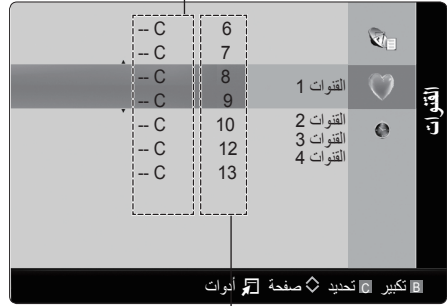 القنوات
6 -- C
7 -- C
8 -- C
9 -- C
10 -- C
12 -- C
13 -- C
القنوات 1
القنوات 2
القنوات 3
القنوات 4
B تكبير C تحديد صفحة أدوات